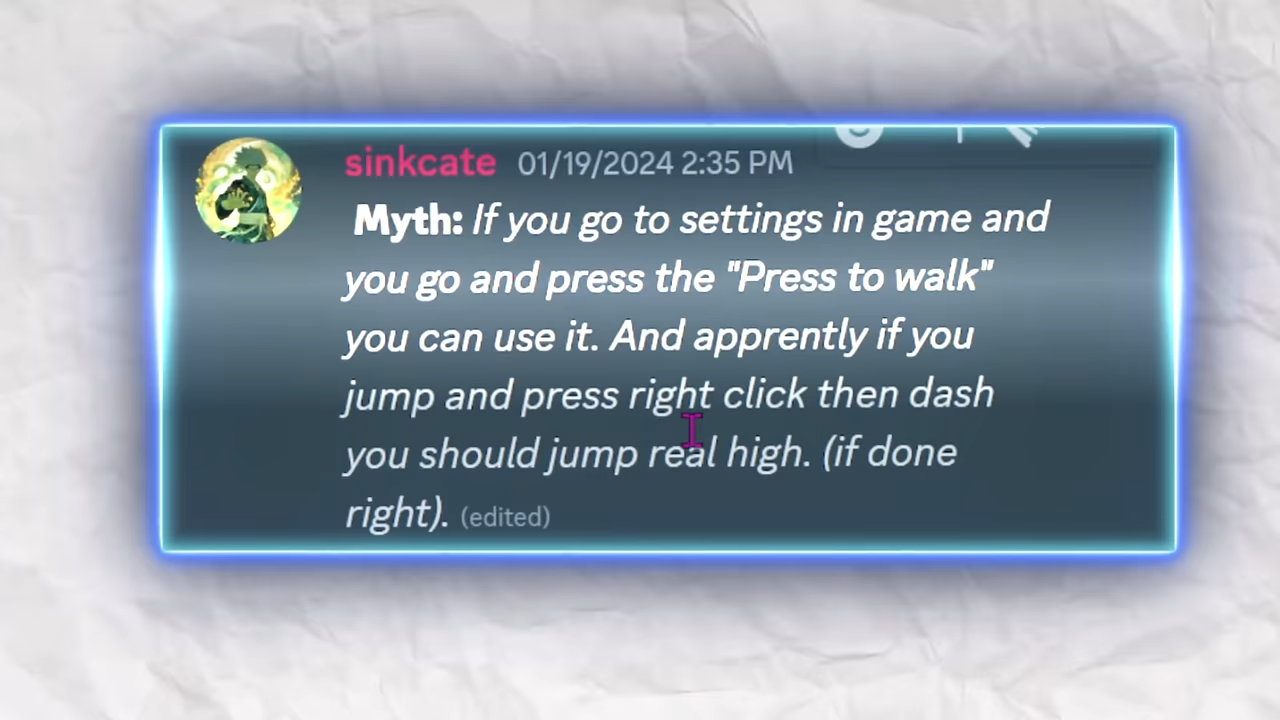 sinkcate 01/19/2024 2:35 PM
Myth: If you go to settings in game and
you go and press the "Press to walk"
you can use it. And apprently if you
jump and press right click then dash
you should jump real high. (if done
right). (edited)